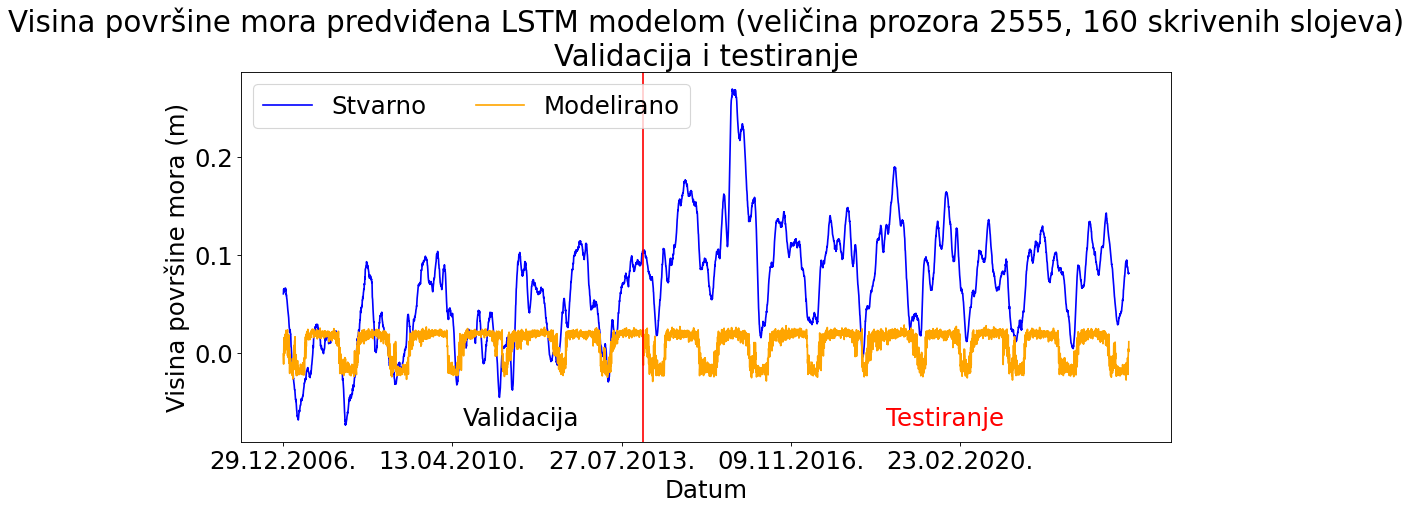 Visina površine mora predviđena LSTM modelom (veličina prozora 2555, 160 skrivenih slojeva)
Validacija i testiranje
Stvarno
Modelirano
Visina površine mora (m)
0.2
0.1
0.0
Validacija
Testiranje
29.12.2006.
13.04.2010.
27.07.2013.
09.11.2016.
23.02.2020.
Datum